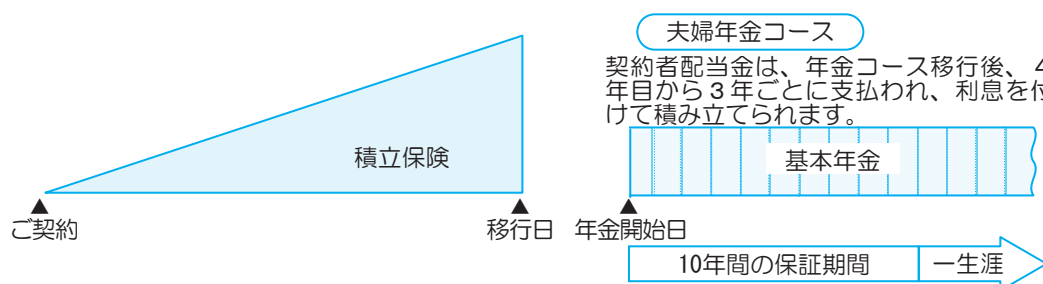 夫婦年金コース
契約者配当金は、年金コース移行後、4
年目から3年ごとに支払われ、利息を付
けて積み立てられます。
積立保険
基本年金
ご契約
移行日
年金開始日
10年間の保証期間
一生涯